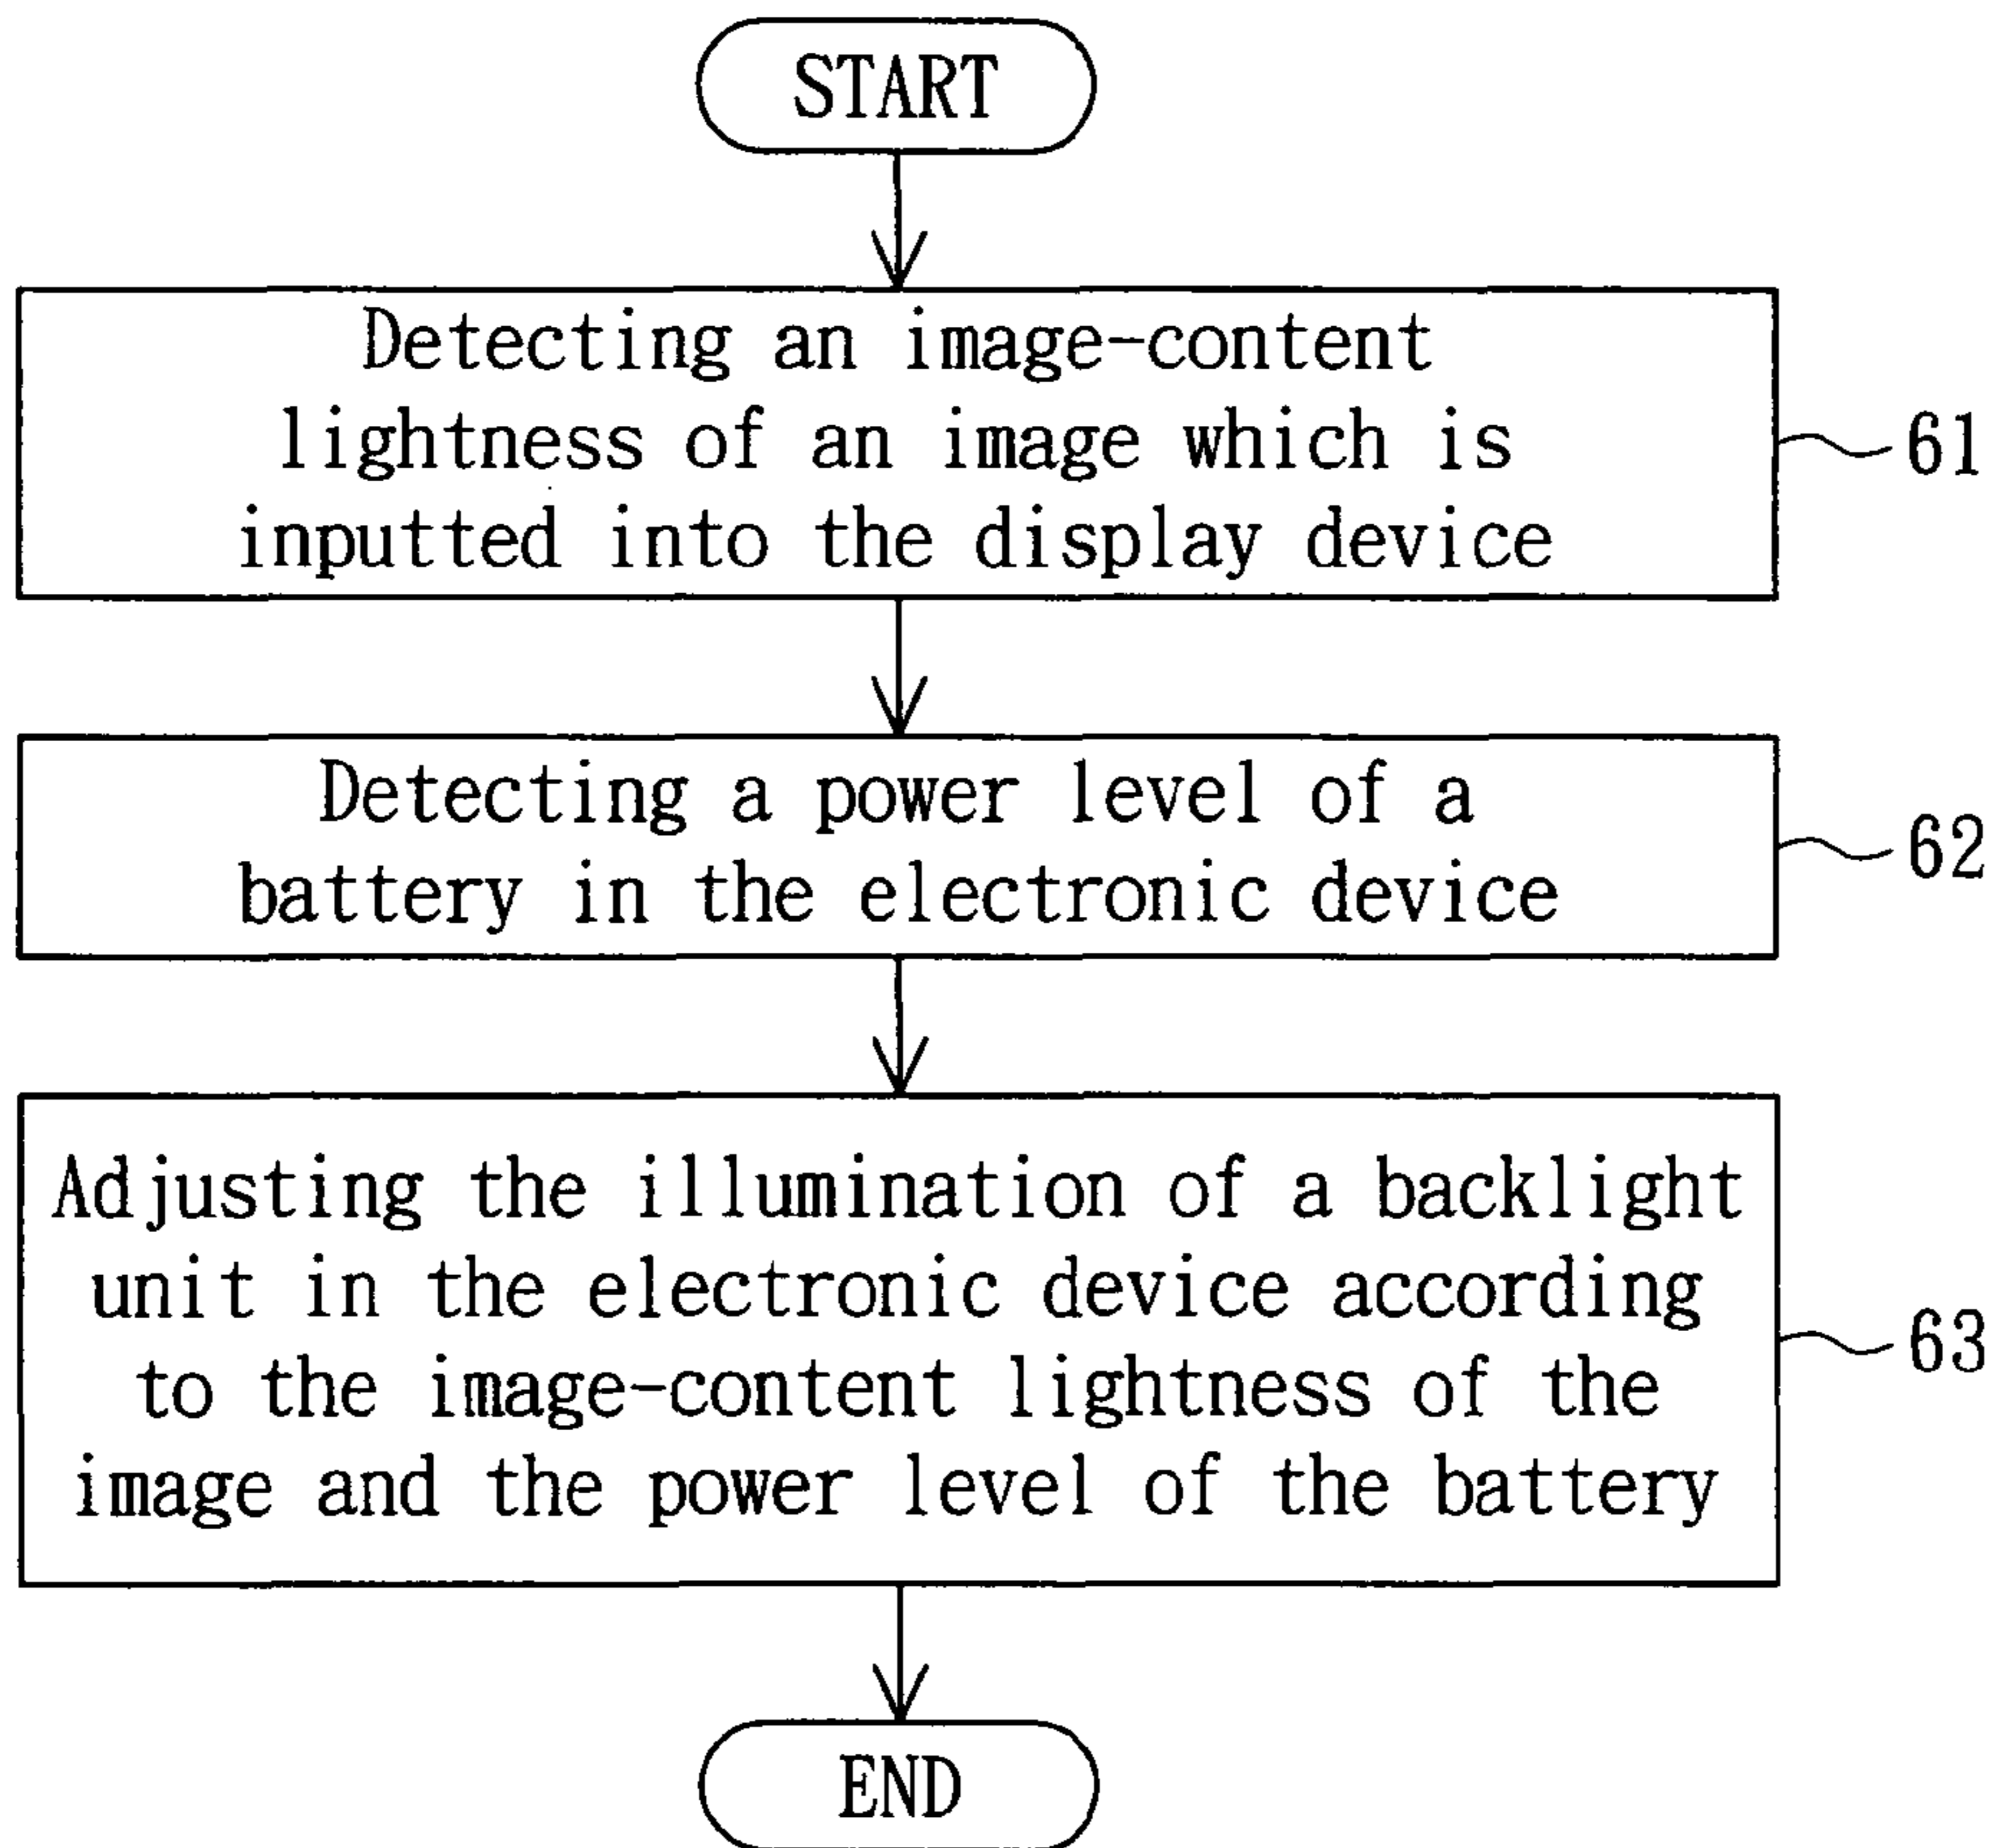 START
Detecting an image-content
lightness of an image which is
inputted into the display device
61
Detecting a power level of a
battery in the electronic device
62
Adjusting the illumination of a backlight
unit in the electronic device according
to the image-content lightness of the
image and the power level of the battery
63
END